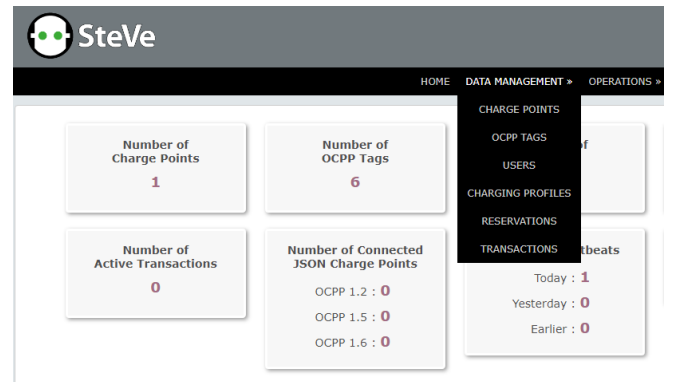 SteVe
HOME DATA MANAGEMENT » OPERATIONS »
CHARGE POINTS
OCPP TAGS
USERS
CHARGING PROFILES
RESERVATIONS
TRANSACTIONS
Number of
Charge Points
1
Number of
OCPP Tags
6
of
Number of
Active Transactions
0
Number of Connected
JSON Charge Points
OCPP 1.2 : 0
OCPP 1.5 : 0
OCPP 1.6 : 0
tbeats
Today : 1
Yesterday : 0
Earlier : 0